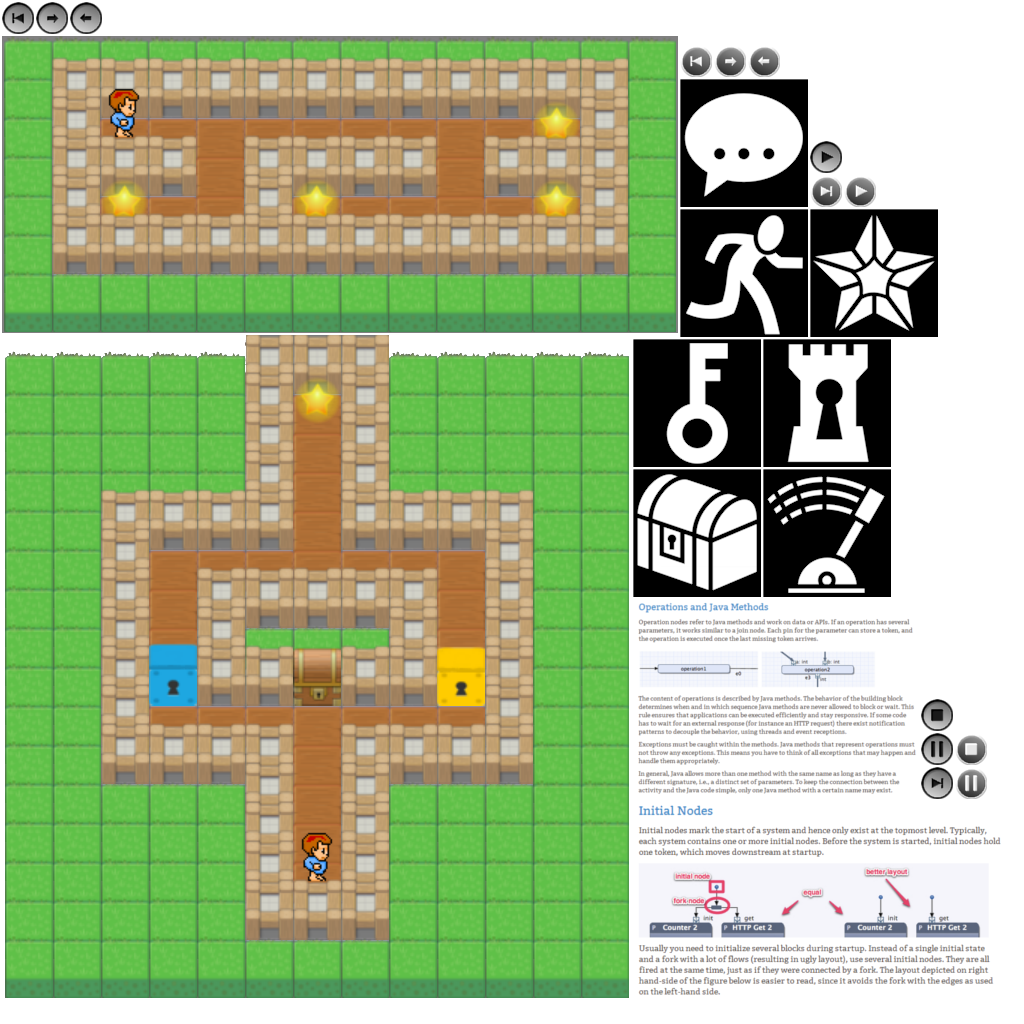 Operations and Java Methods
Operation nodes refer to Java methods and work on data or APIs. If an operation has several
parameters, it works similar to a join node. Each pin for the parameter can store a token, and
the operation is executed once the last missing token arrives.
operation1
e0
a: int
b: int
operation2
e3
int
The content of operations is described by Java methods. The behavior of the building block
determines when and in which sequence Java methods are never allowed to block or wait. This
rule ensures that applications can be executed efficiently and stay responsive. If some code
has to wait for an external response (for instance an HTTP request) there exist notification
patterns to decouple the behavior, using threads and event receptions.
Exceptions must be caught within the methods. Java methods that represent operations must
not throw any exceptions. This means you have to think of all exceptions that may happen and
handle them appropriately.
In general, Java allows more than one method with the same name as long as they have a
different signature, i.e., a distinct set of parameters. To keep the connection between the
activity and the Java code simple, only one Java method with a certain name may exist.
Initial Nodes
Initial nodes mark the start of a system and hence only exist at the topmost level. Typically,
each system contains one or more initial nodes. Before the system is started, initial nodes hold
one token, which moves downstream at startup.
initial node
fork node
equal
better layout
init
get
init
get
P Counter 2
P HTTP Get 2
P Counter 2
P HTTP Get 2
Usually you need to initialize several blocks during startup. Instead of a single initial state
and a fork with a lot of flows (resulting in ugly layout), use several initial nodes. They are all
fired at the same time, just as if they were connected by a fork. The layout depicted on right
hand-side of the figure below is easier to read, since it avoids the fork with the edges as used
on the left-hand side.